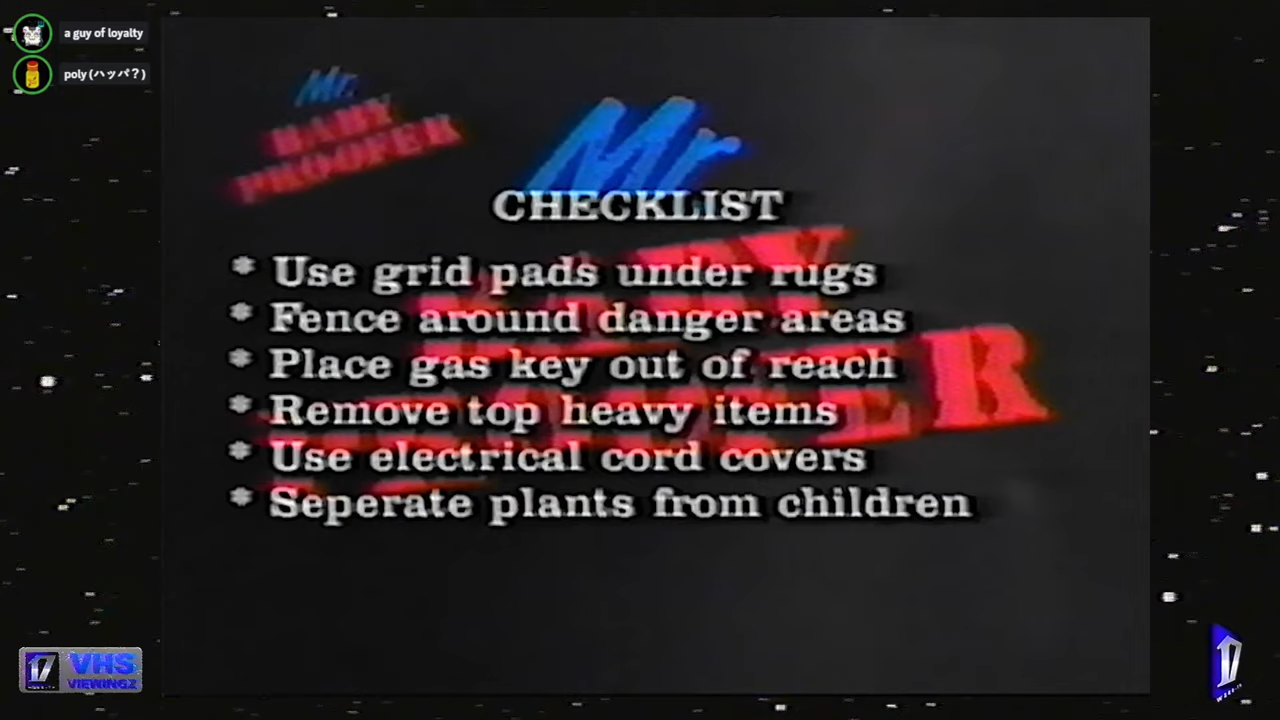 a guy of loyalty
poly (ハッパ？)
Mr.
BABY
PROOFER
Mr.
CHECKLIST
* Use grid pads under rugs
* Fence around danger areas
* Place gas key out of reach
* Remove top heavy items
* Use electrical cord covers
* Seperate plants from children
17 VHS
VIEWINGZ
17